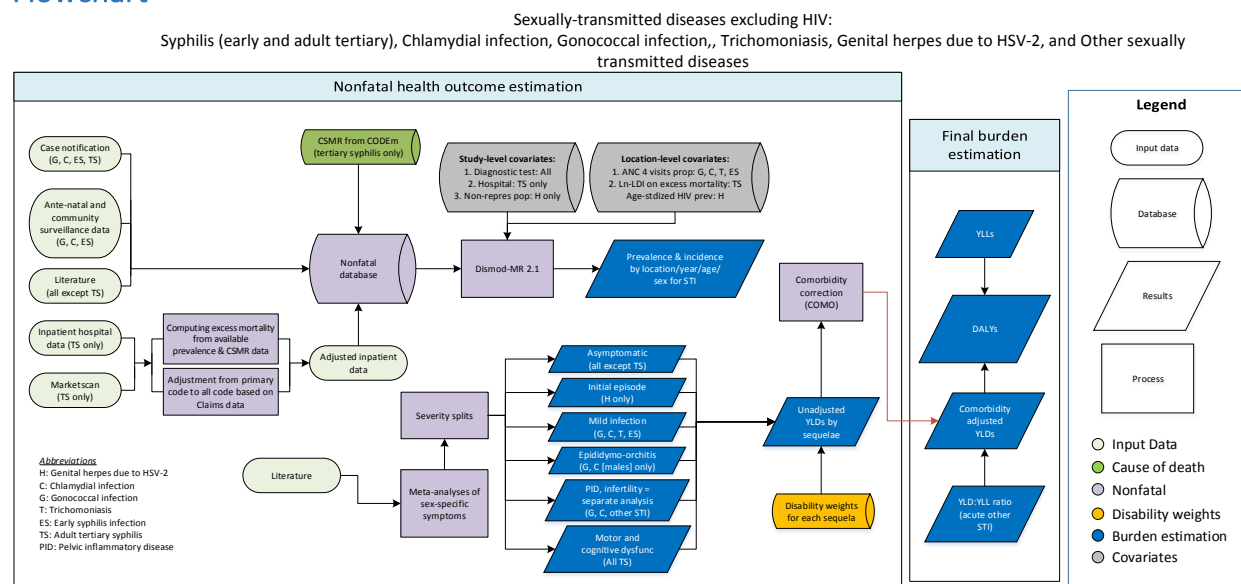 Flowchart
Sexually-transmitted diseases excluding HIV:
Syphilis (early and adult tertiary), Chlamydial infection, Gonococcal infection,, Trichomoniasis, Genital herpes due to HSV-2, and Other sexually
transmitted diseases
Nonfatal health outcome estimation
Case notification
(G, C, ES, TS)
Ante-natal and
community
surveillance data
(G, C, ES)
Literature
(all except TS)
Inpatient hospital
data (TS only)
Marketscan
(TS only)
Computing excess mortality
from available
prevalence & CSMR data
Adjustment from primary
code to all code based on
Claims data
Adjusted inpatient
data
CSMR from CODEm
(tertiary syphilis only)
Nonfatal
database
Study-level covariates:
1. Diagnostic test: All
2. Hospital: TS only
3. Non-repres pop: H only
Location-level covariates:
1. ANC 4 visits prop: G, C, T, ES
2. Ln-LDI on excess mortality: TS
Age-stdized HIV prev: H
Dismod-MR 2.1
Prevalence & incidence
by location/year/age/
sex for STI
Literature
Meta-analyses of
sex-specific
symptoms
Severity splits
Asymptomatic
(all except TS)
Initial episode
(H only)
Mild infection
(G, C, T, ES)
Epididymo-orchitis
(G, C [males] only)
PID, infertility =
separate analysis
(G, C, other STI)
Motor and
cognitive dysfunc
(All TS)
Comorbidity
correction
(COMO)
Unadjusted
YLDs by
sequelae
Disability weights
for each sequela
Abbreviations
H: Genital herpes due to HSV-2
C: Chlamydial infection
G: Gonococcal infection
T: Trichomoniasis
ES: Early syphilis infection
TS: Adult tertiary syphilis
PID: Pelvic inflammatory disease
Final burden
estimation
YLLs
DALYs
Comorbidity
adjusted
YLDs
YLD:YLL ratio
(acute other
STI)
Legend
Input data
Database
Results
Process
Input Data
Cause of death
Nonfatal
Disability weights
Burden estimation
Covariates